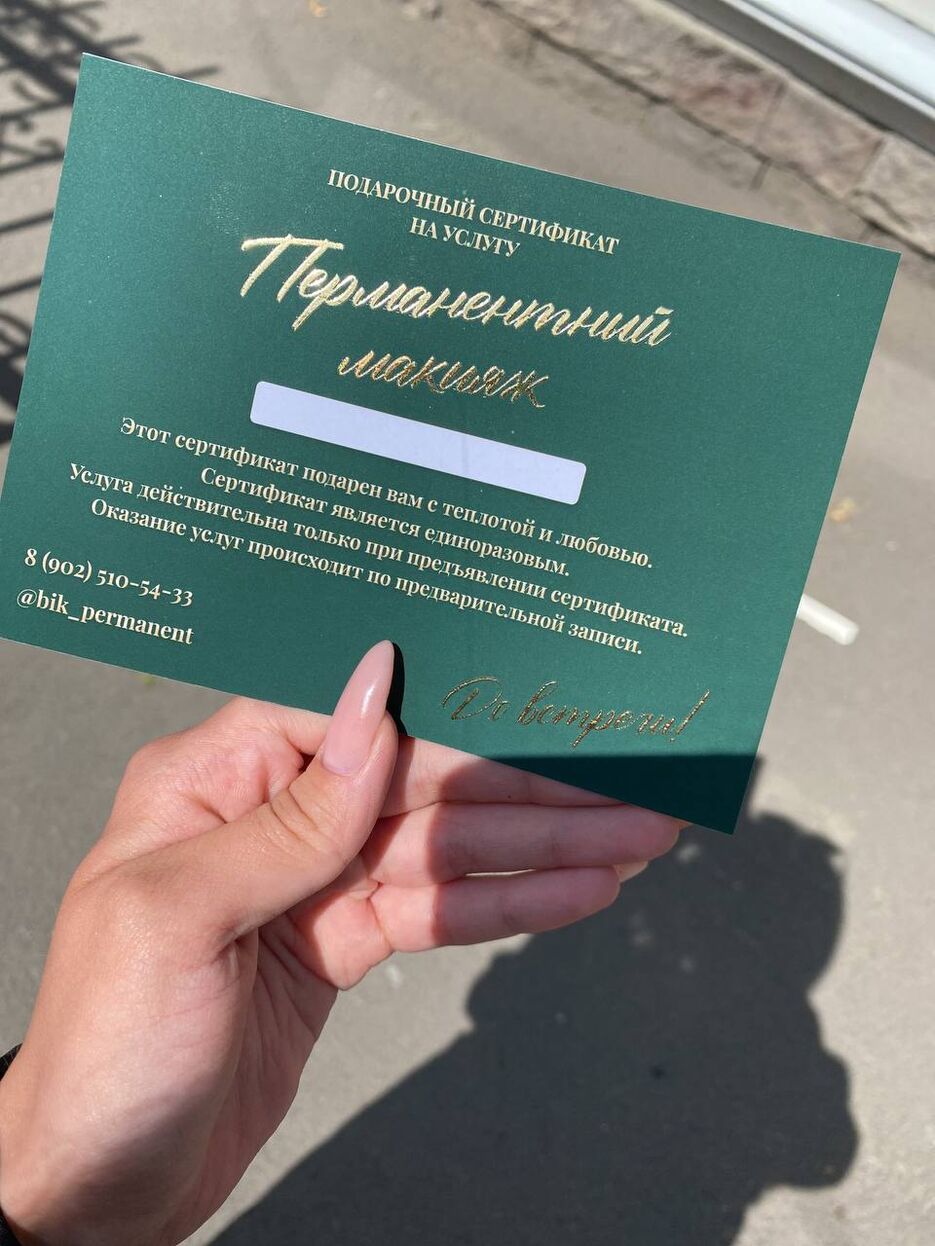 ПОДАРОЧНЫЙ СЕРТИФИКАТ
НА УСЛУГУ
Перманентний
макияж
Этот сертификат подарен вам с теплотой и любовью.
Сертификат является единоразовым.
Услуга действительна только при предъявлении сертификата.
Оказание услуг происходит по предварительной записи.
8 (902) 510-54-33
@bik_permanent
До встречи!